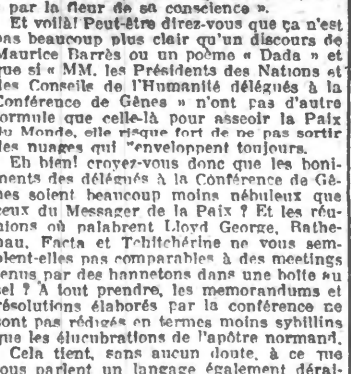 par la fleur de sa conscience ».
Et voilà! Peut-être direz-vous que ça n'est
pas beaucoup plus clair qu'un discours de
Maurice Barrès ou un poème « Dada » et
que si « MM. les Présidents des Nations et
des Conseils de l'Humanité délégués à la
Conférence de Gênes » n'ont pas d'autre
formule que celle-là pour asseoir la Paix
du Monde, elle risque fort de ne pas sortir
des nuages qui "enveloppent toujours.
Eh bien! croyez-vous donc que les boni-
ments des délégués à la Conférence de Gê-
nes soient beaucoup moins nébuleux que
ceux du Messager de la Paix ? Et les réu-
nions où palabrent Lloyd George, Rathe-
nau, Facta et Tchitchérine ne vous sem-
blent-elles pas comparables à des meetings
tenus par des hannetons dans une boîte au
sel ? A tout prendre, les memorandums et
résolutions élaborés par la conférence ne
sont pas rédigés en termes moins sybillins
que les élucubrations de l'apôtre normand.
Cela tient, sans aucun doute, à ce que
tous parlent un langage également dérai-